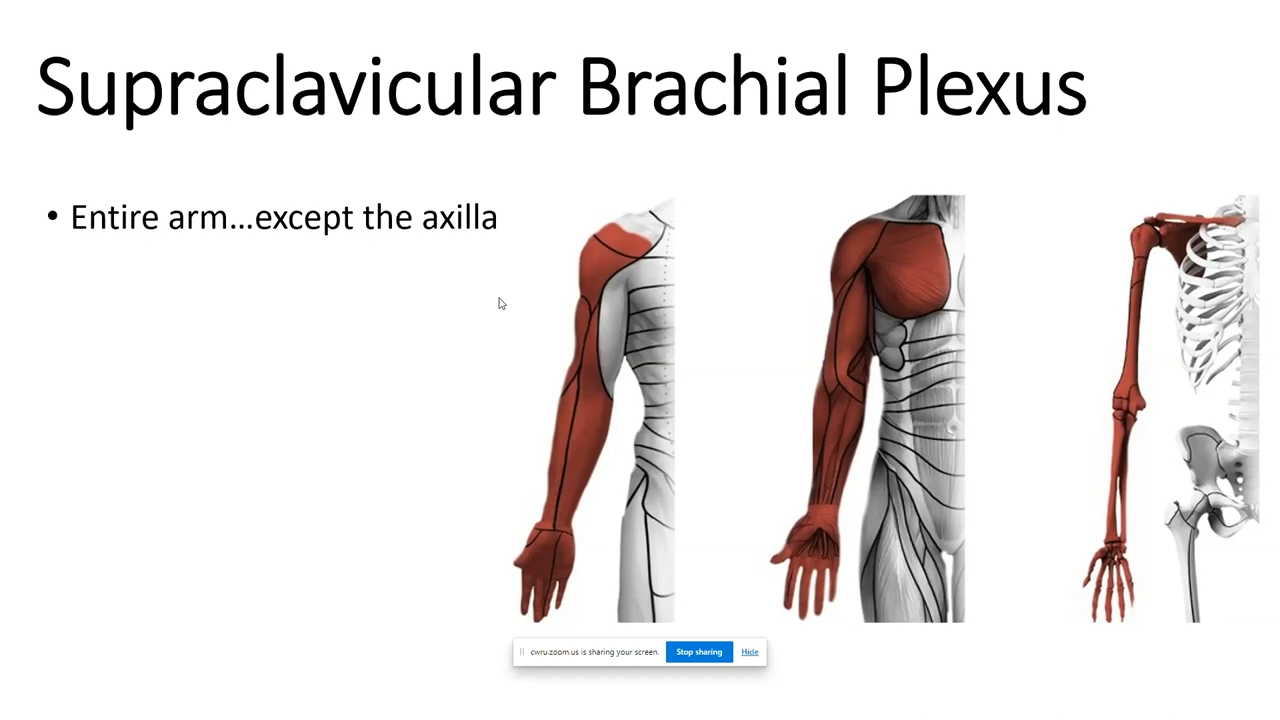 Supraclavicular Brachial Plexus
• Entire arm...except the axilla
cwru.zoom.us is sharing your screen.
Stop sharing
Hide